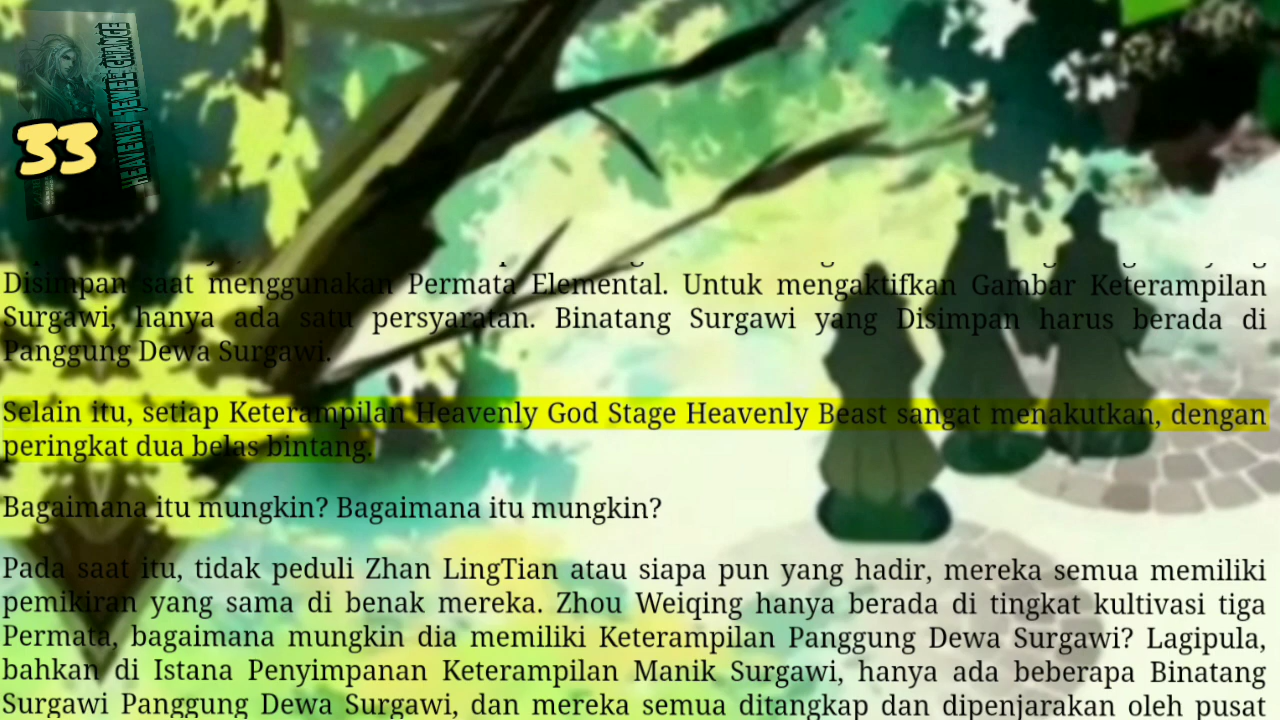 HEAVENLY JEWEL CHANGE
33
Disimpan saat menggunakan Permata Elemental. Untuk mengaktifkan Gambar Keterampilan
Surgawi, hanya ada satu persyaratan. Binatang Surgawi yang Disimpan harus berada di
Panggung Dewa Surgawi.
Selain itu, setiap Keterampilan Heavenly God Stage Heavenly Beast sangat menakutkan, dengan
peringkat dua belas bintang.
Bagaimana itu mungkin? Bagaimana itu mungkin?
Pada saat itu, tidak peduli Zhan LingTian atau siapa pun yang hadir, mereka semua memiliki
pemikiran yang sama di benak mereka. Zhou Weiqing hanya berada di tingkat kultivasi tiga
Permata, bagaimana mungkin dia memiliki Keterampilan Panggung Dewa Surgawi? Lagipula,
bahkan di Istana Penyimpanan Keterampilan Manik Surgawi, hanya ada beberapa Binatang
Surgawi Panggung Dewa Surgawi, dan mereka semua ditangkap dan dipenjarakan oleh pusat